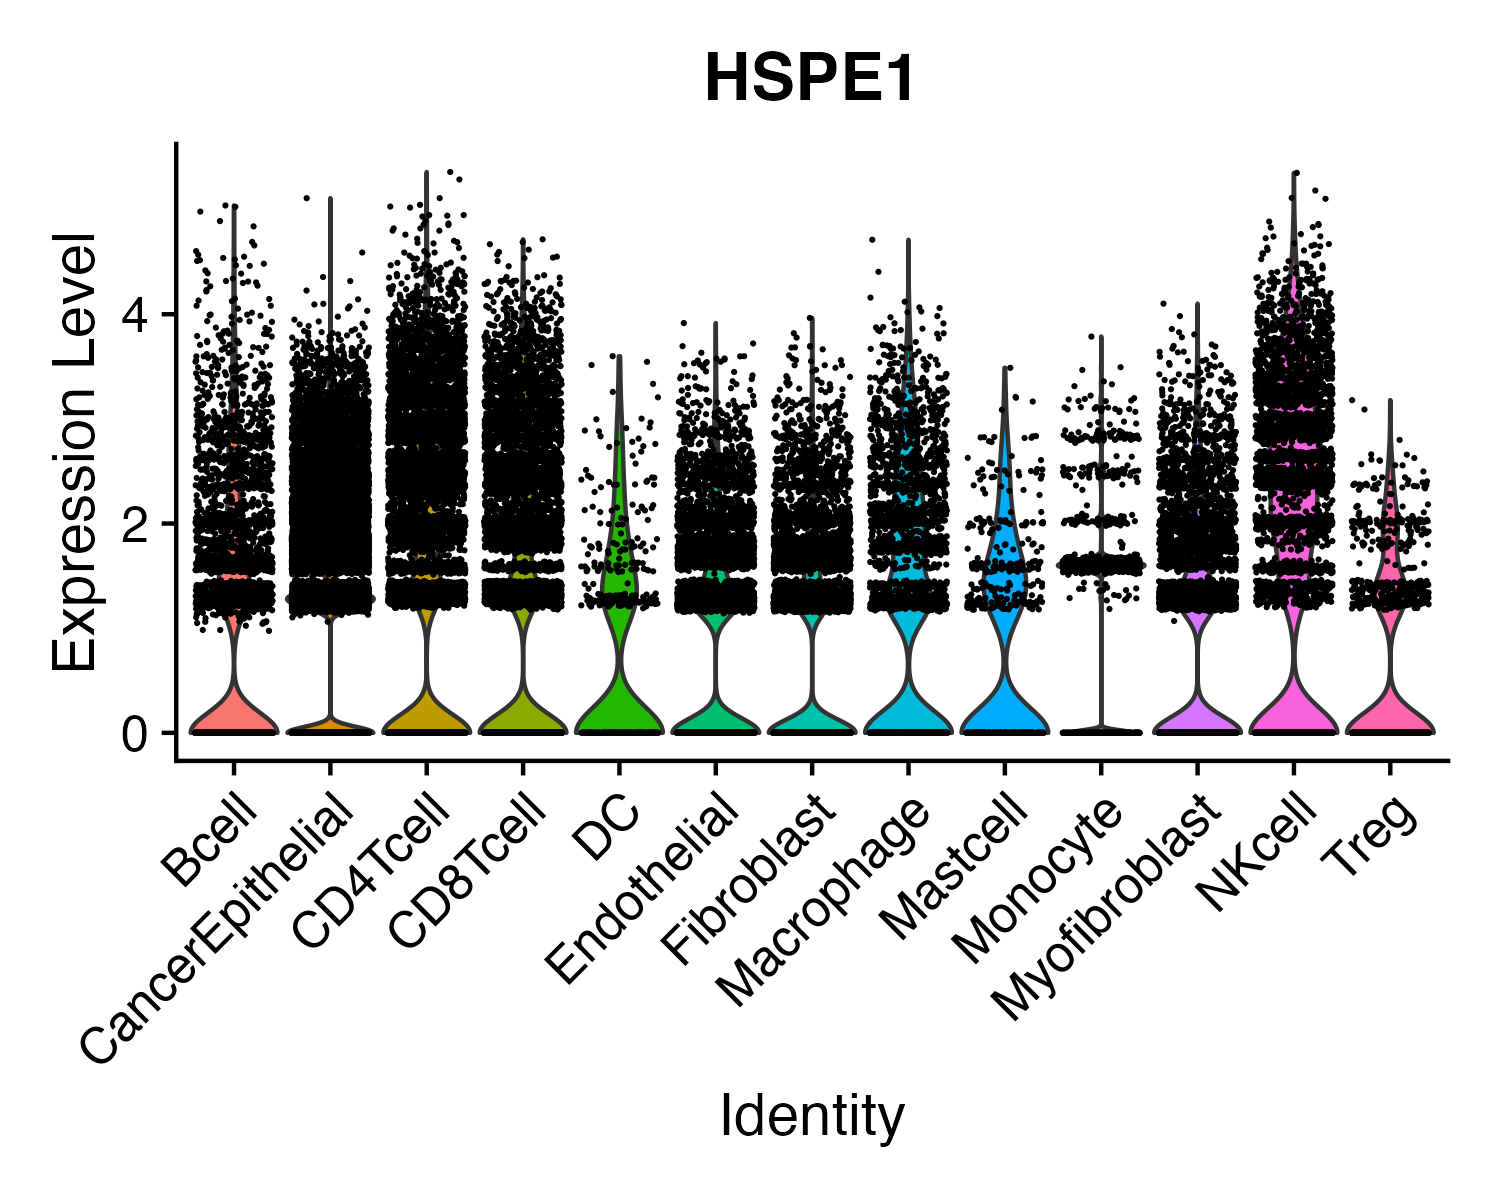 HSPE1
Expression Level
4
2
0
Bcell
CancerEpithelial
CD4Tcell
CD8Tcell
DC
Endothelial
Fibroblast
Macrophage
Mastcell
Monocyte
Myofibroblast
NKcell
Treg
Identity